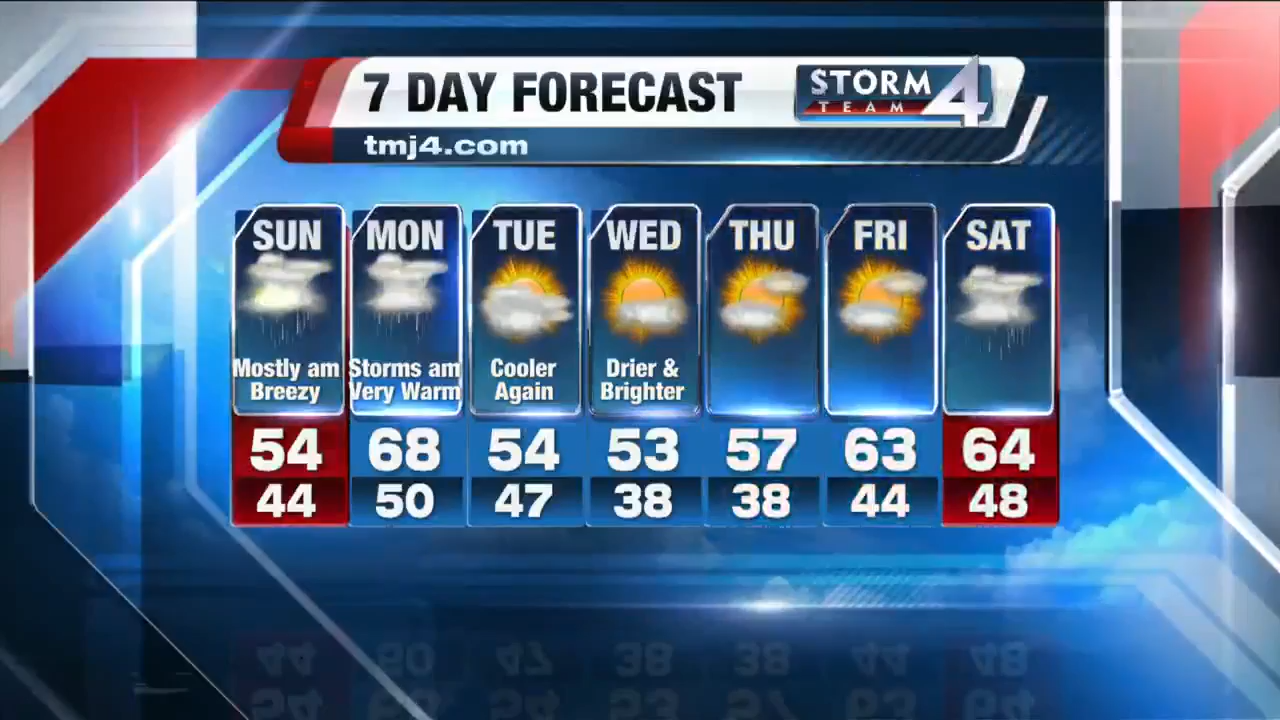 7 DAY FORECAST
STORM 4
TEAM
tmj4.com
SUN MON TUE WED THU FRI SAT
Mostly am Storms am Cooler Drier &
Breezy Very Warm Again Brighter
54 68 54 53 57 63 64
44 50 47 38 38 44 48